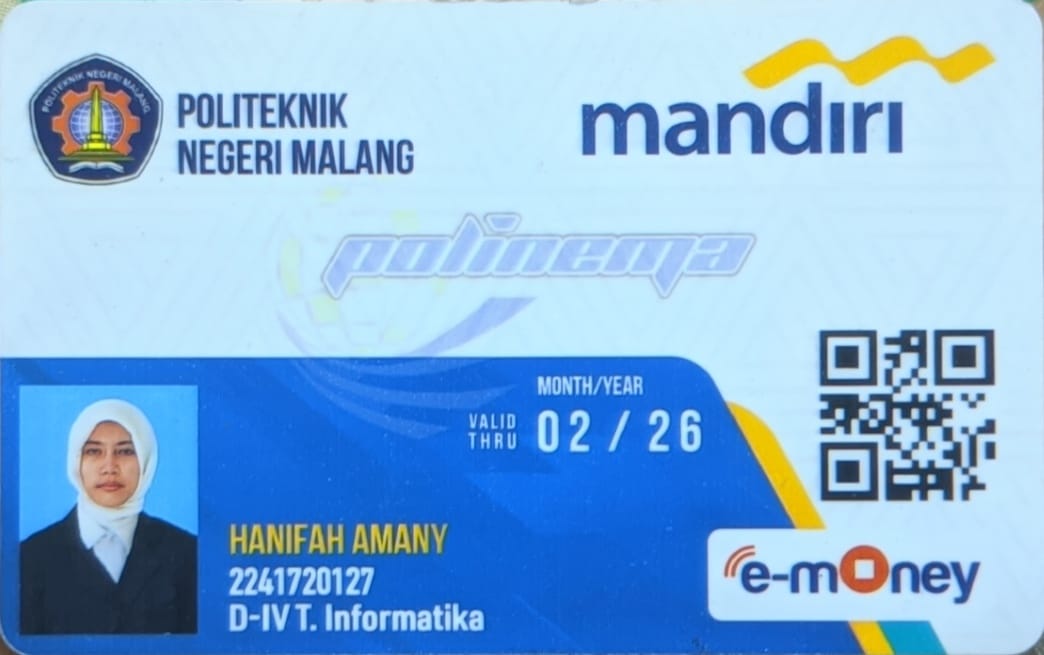 POLITEKNIK NEGERI MALANG
POLITEKNIK
NEGERI MALANG
mandiri
polinema
MONTH/YEAR
VALID
THRU
02 / 26
HANIFAH AMANY
2241720127
D-IV T. Informatika
e-money